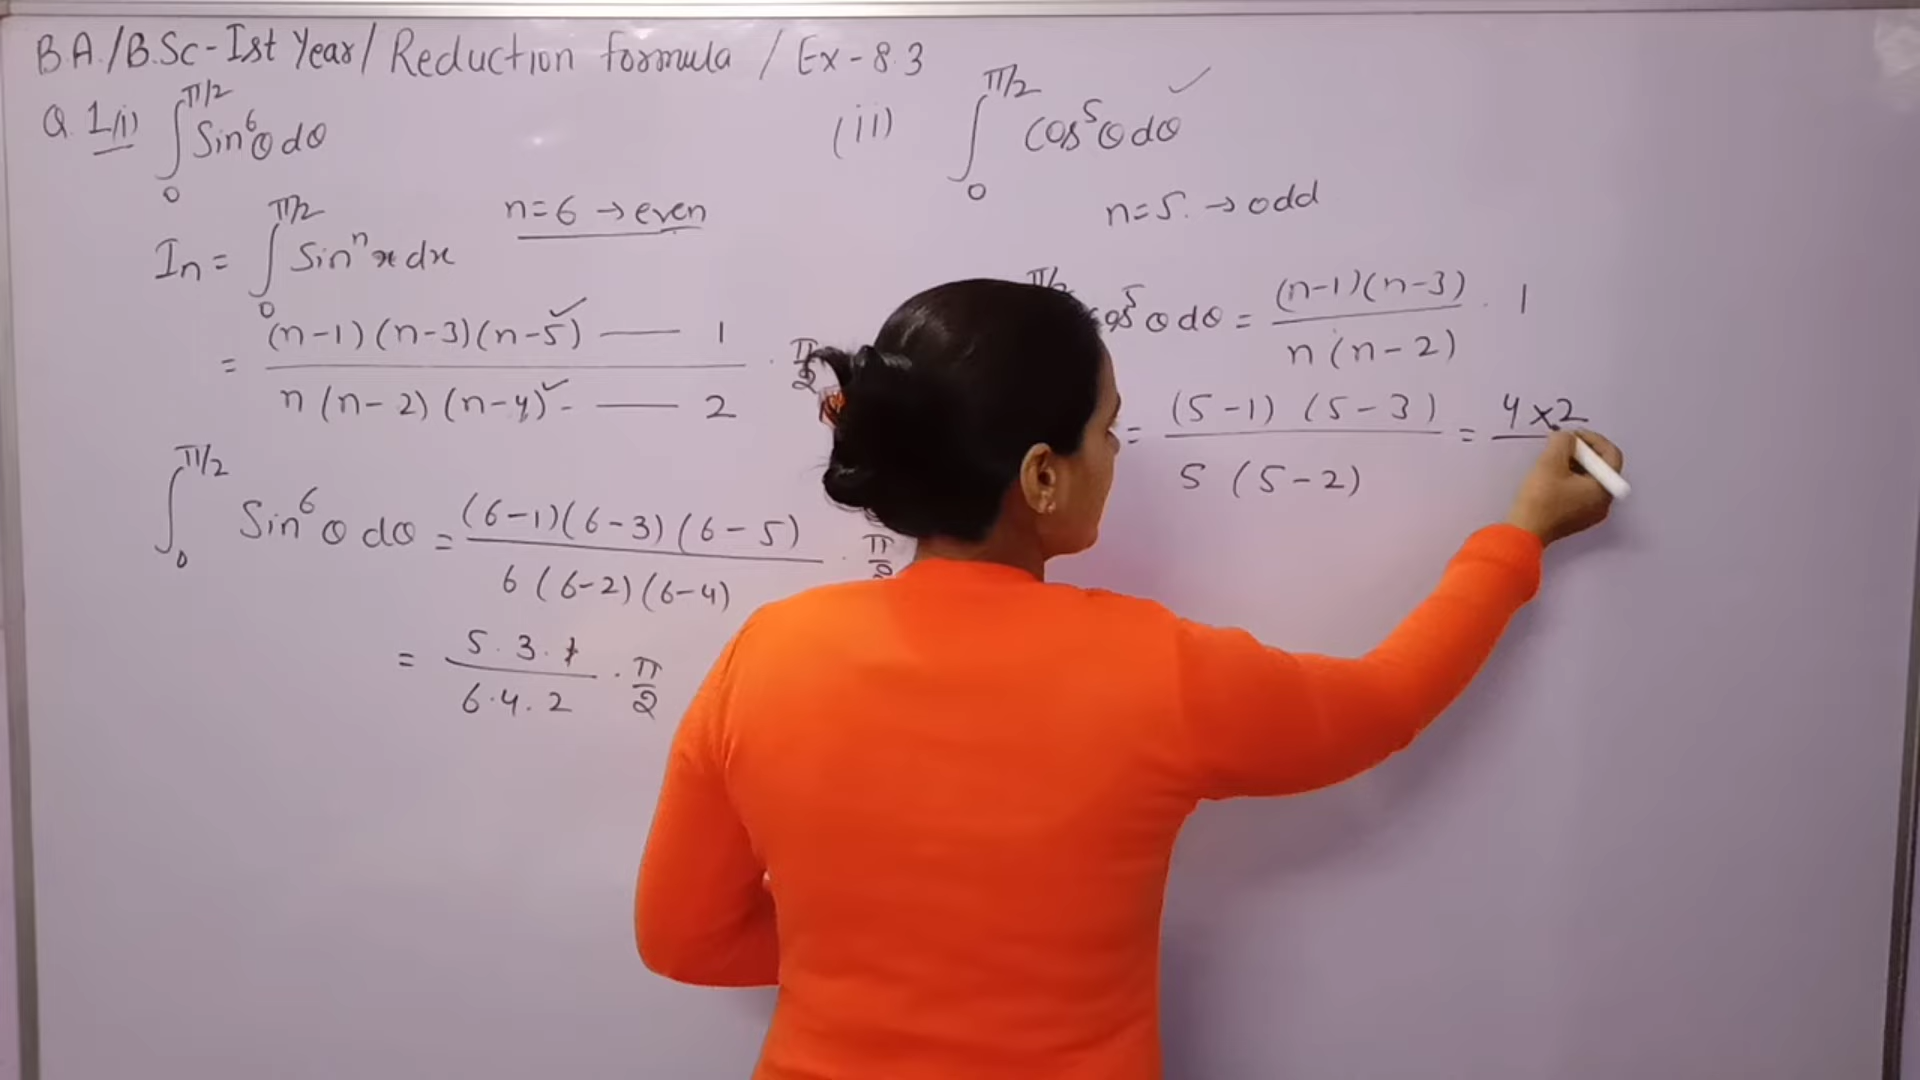 B.A./B.Sc-Ist Year/ Reduction formula / Ex-8.3
Q. 1(i) ∫₀^π/2 Sin⁶θ dθ
Iₙ = ∫₀^π/2 Sinⁿx dx n=6 → even
= (n-1)(n-3)(n-5) —— 1 / n(n-2)(n-4) - —— 2 · π/2
∫₀^π/2 Sin⁶θ dθ = (6-1)(6-3)(6-5) / 6(6-2)(6-4) · π/2
= 5.3.1 / 6.4.2 · π/2
(ii) ∫₀^π/2 cos⁵θ dθ
n=5. → odd
π/2 cos⁵θ dθ = (n-1)(n-3) / n(n-2) · 1
= (5-1)(5-3) / 5(5-2) = 4×2